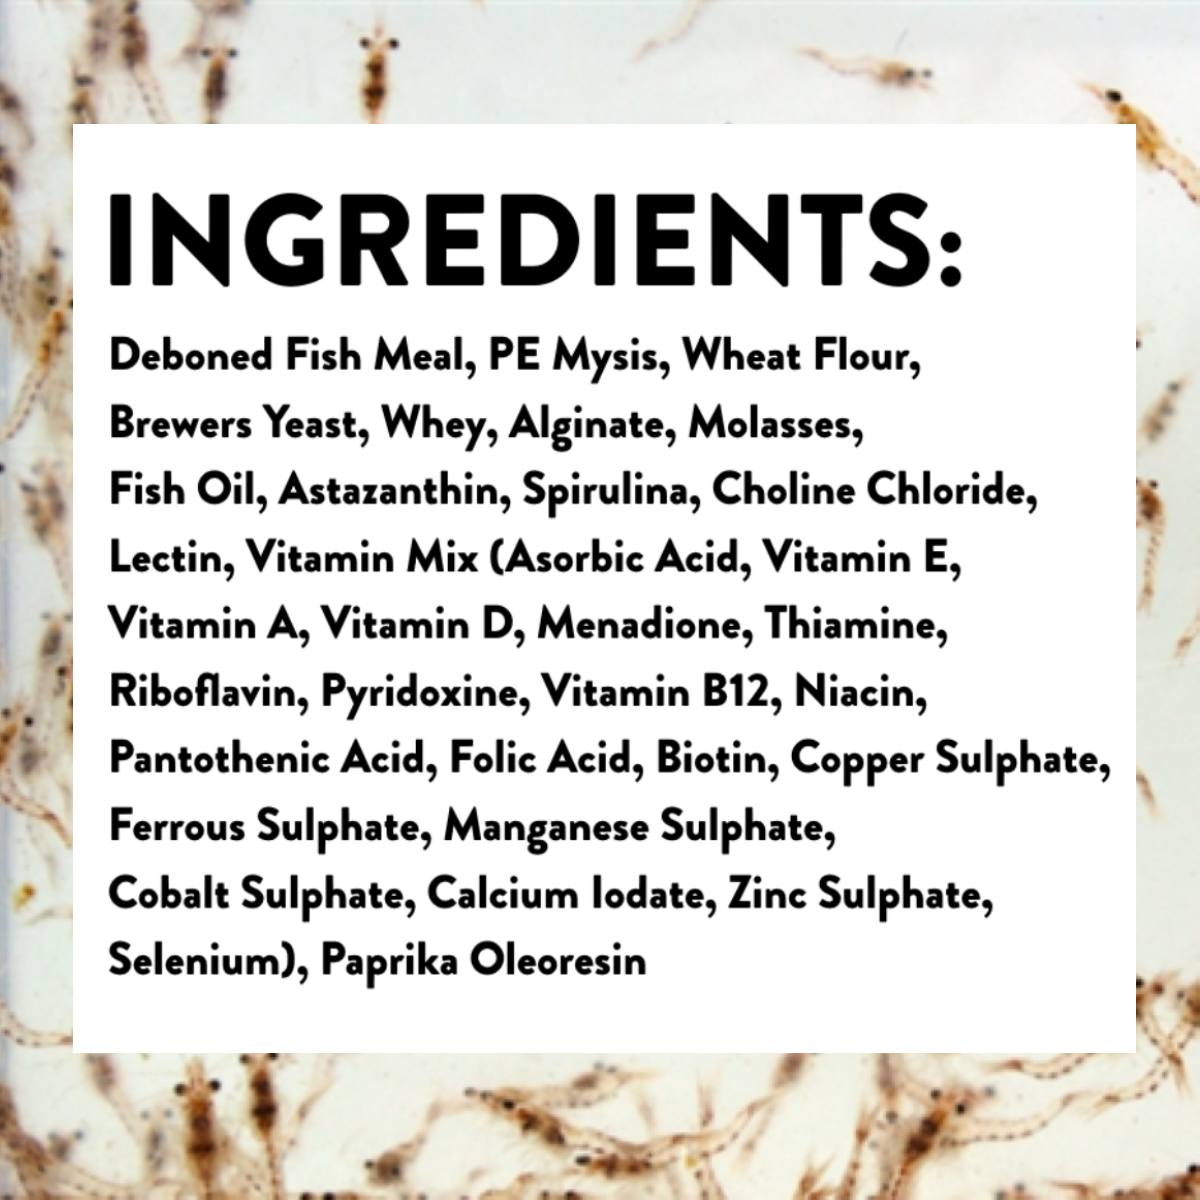 INGREDIENTS:
Deboned Fish Meal, PE Mysis, Wheat Flour,
Brewers Yeast, Whey, Alginate, Molasses,
Fish Oil, Astazanthin, Spirulina, Choline Chloride,
Lectin, Vitamin Mix (Asorbic Acid, Vitamin E,
Vitamin A, Vitamin D, Menadione, Thiamine,
Riboflavin, Pyridoxine, Vitamin B12, Niacin,
Pantothenic Acid, Folic Acid, Biotin, Copper Sulphate,
Ferrous Sulphate, Manganese Sulphate,
Cobalt Sulphate, Calcium Iodate, Zinc Sulphate,
Selenium), Paprika Oleoresin